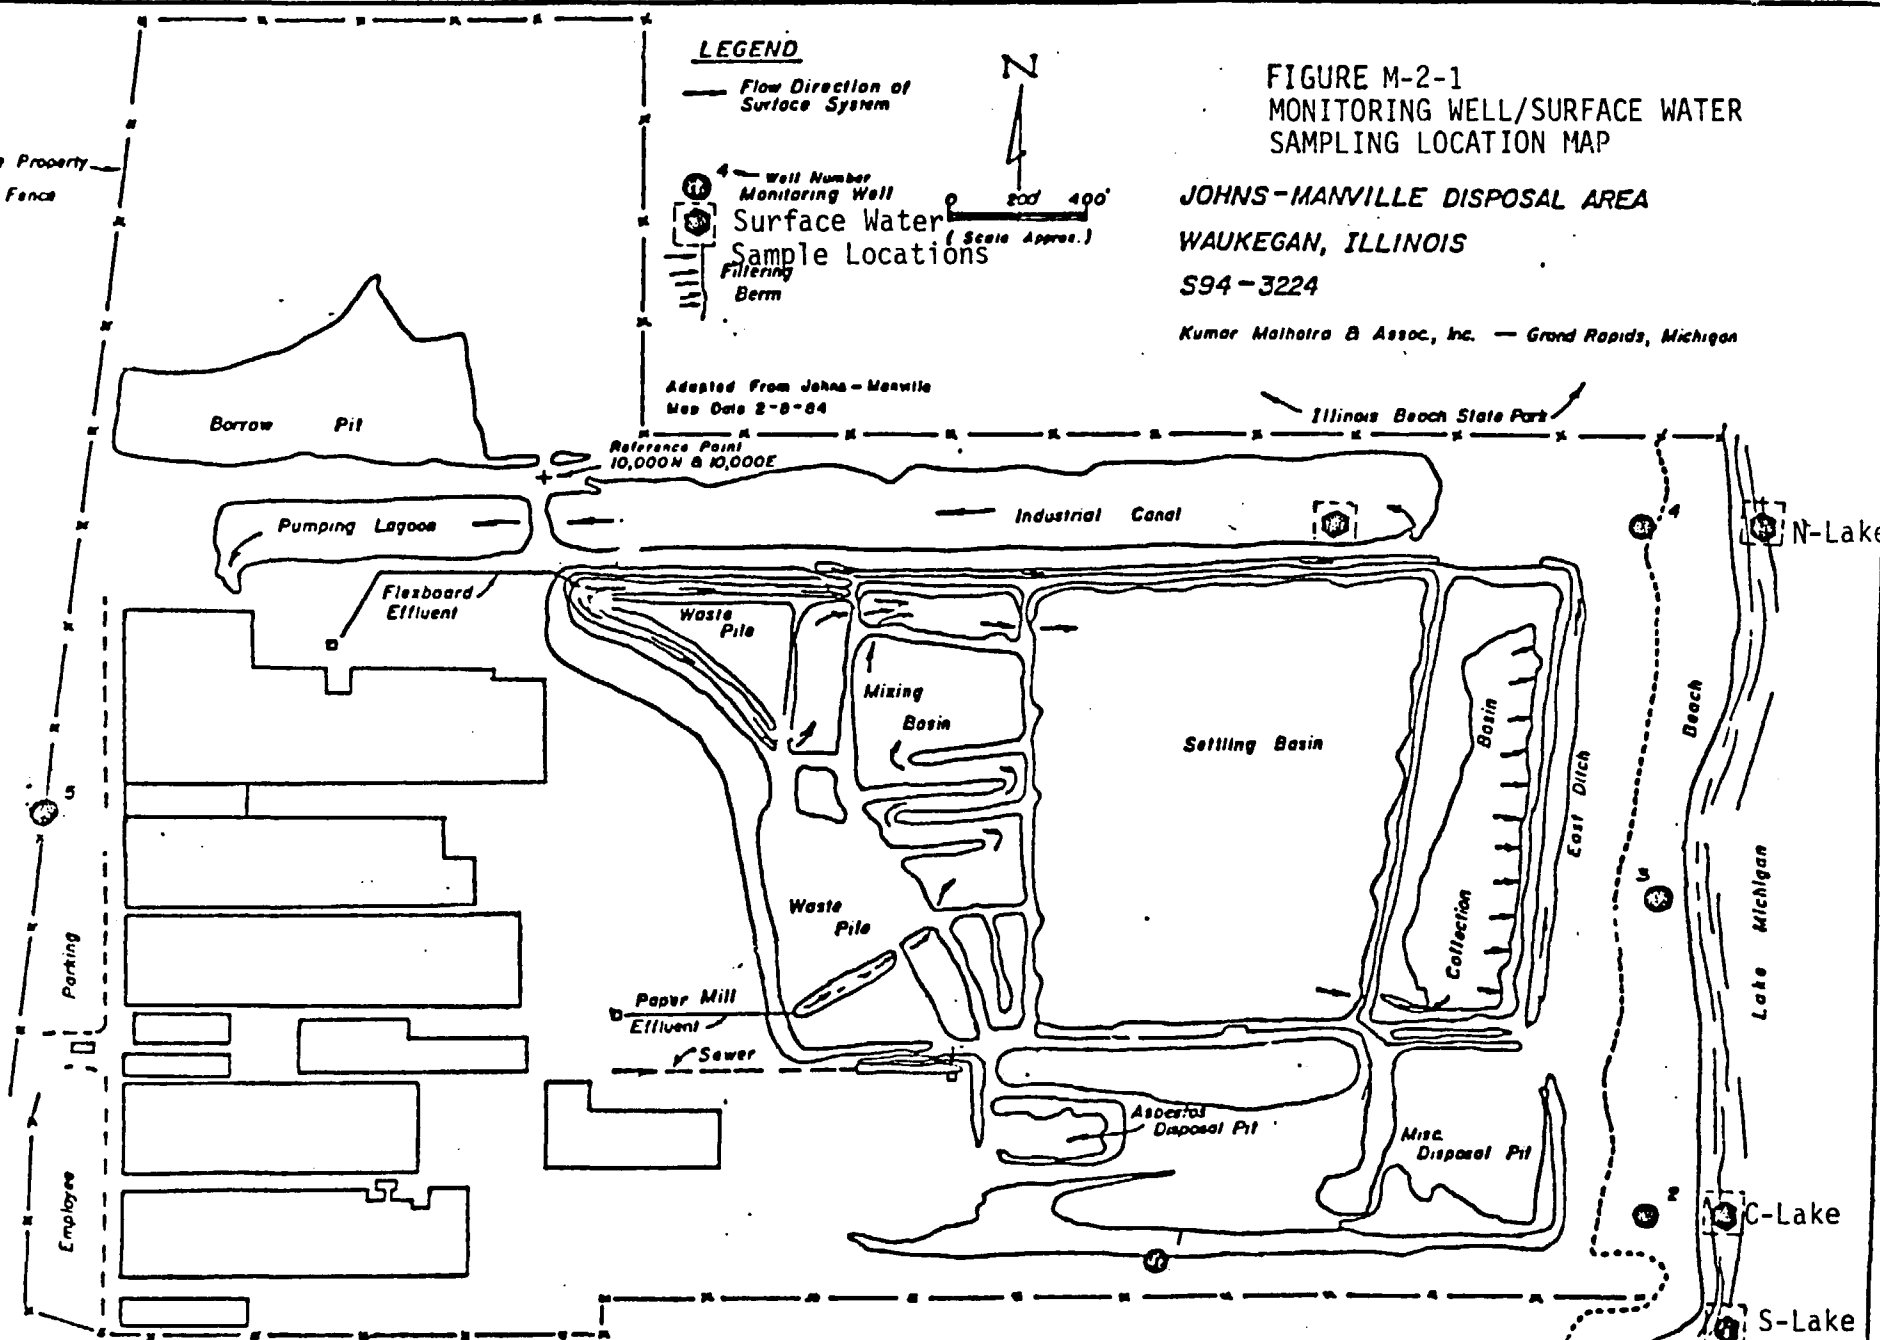 LEGEND
Flow Direction of
Surface System
4
Well Number
Monitoring Well
Surface Water
Sample Locations
Filtering
Berm
N
0 200 400'
(Scale Approx.)
FIGURE M-2-1
MONITORING WELL/SURFACE WATER
SAMPLING LOCATION MAP
JOHNS-MANVILLE DISPOSAL AREA
WAUKEGAN, ILLINOIS
S94-3224
Kumar Malhotra & Assoc., Inc. — Grand Rapids, Michigan
Adapted From Johns-Manville
Map Date 2-8-84
Property
Fence
Illinois Beach State Park
Borrow Pit
Reference Point
10,000N & 10,000E
Pumping Lagoon
Industrial Canal
4
N-Lake
Flexboard
Effluent
Waste
Pile
Mixing
Basin
Settling Basin
Collection
Basin
East Ditch
Beach
Lake Michigan
Waste
Pile
Parking
Employee
Paper Mill
Effluent
Sewer
Asbestos
Disposal Pit
Misc.
Disposal Pit
2
C-Lake
S-Lake